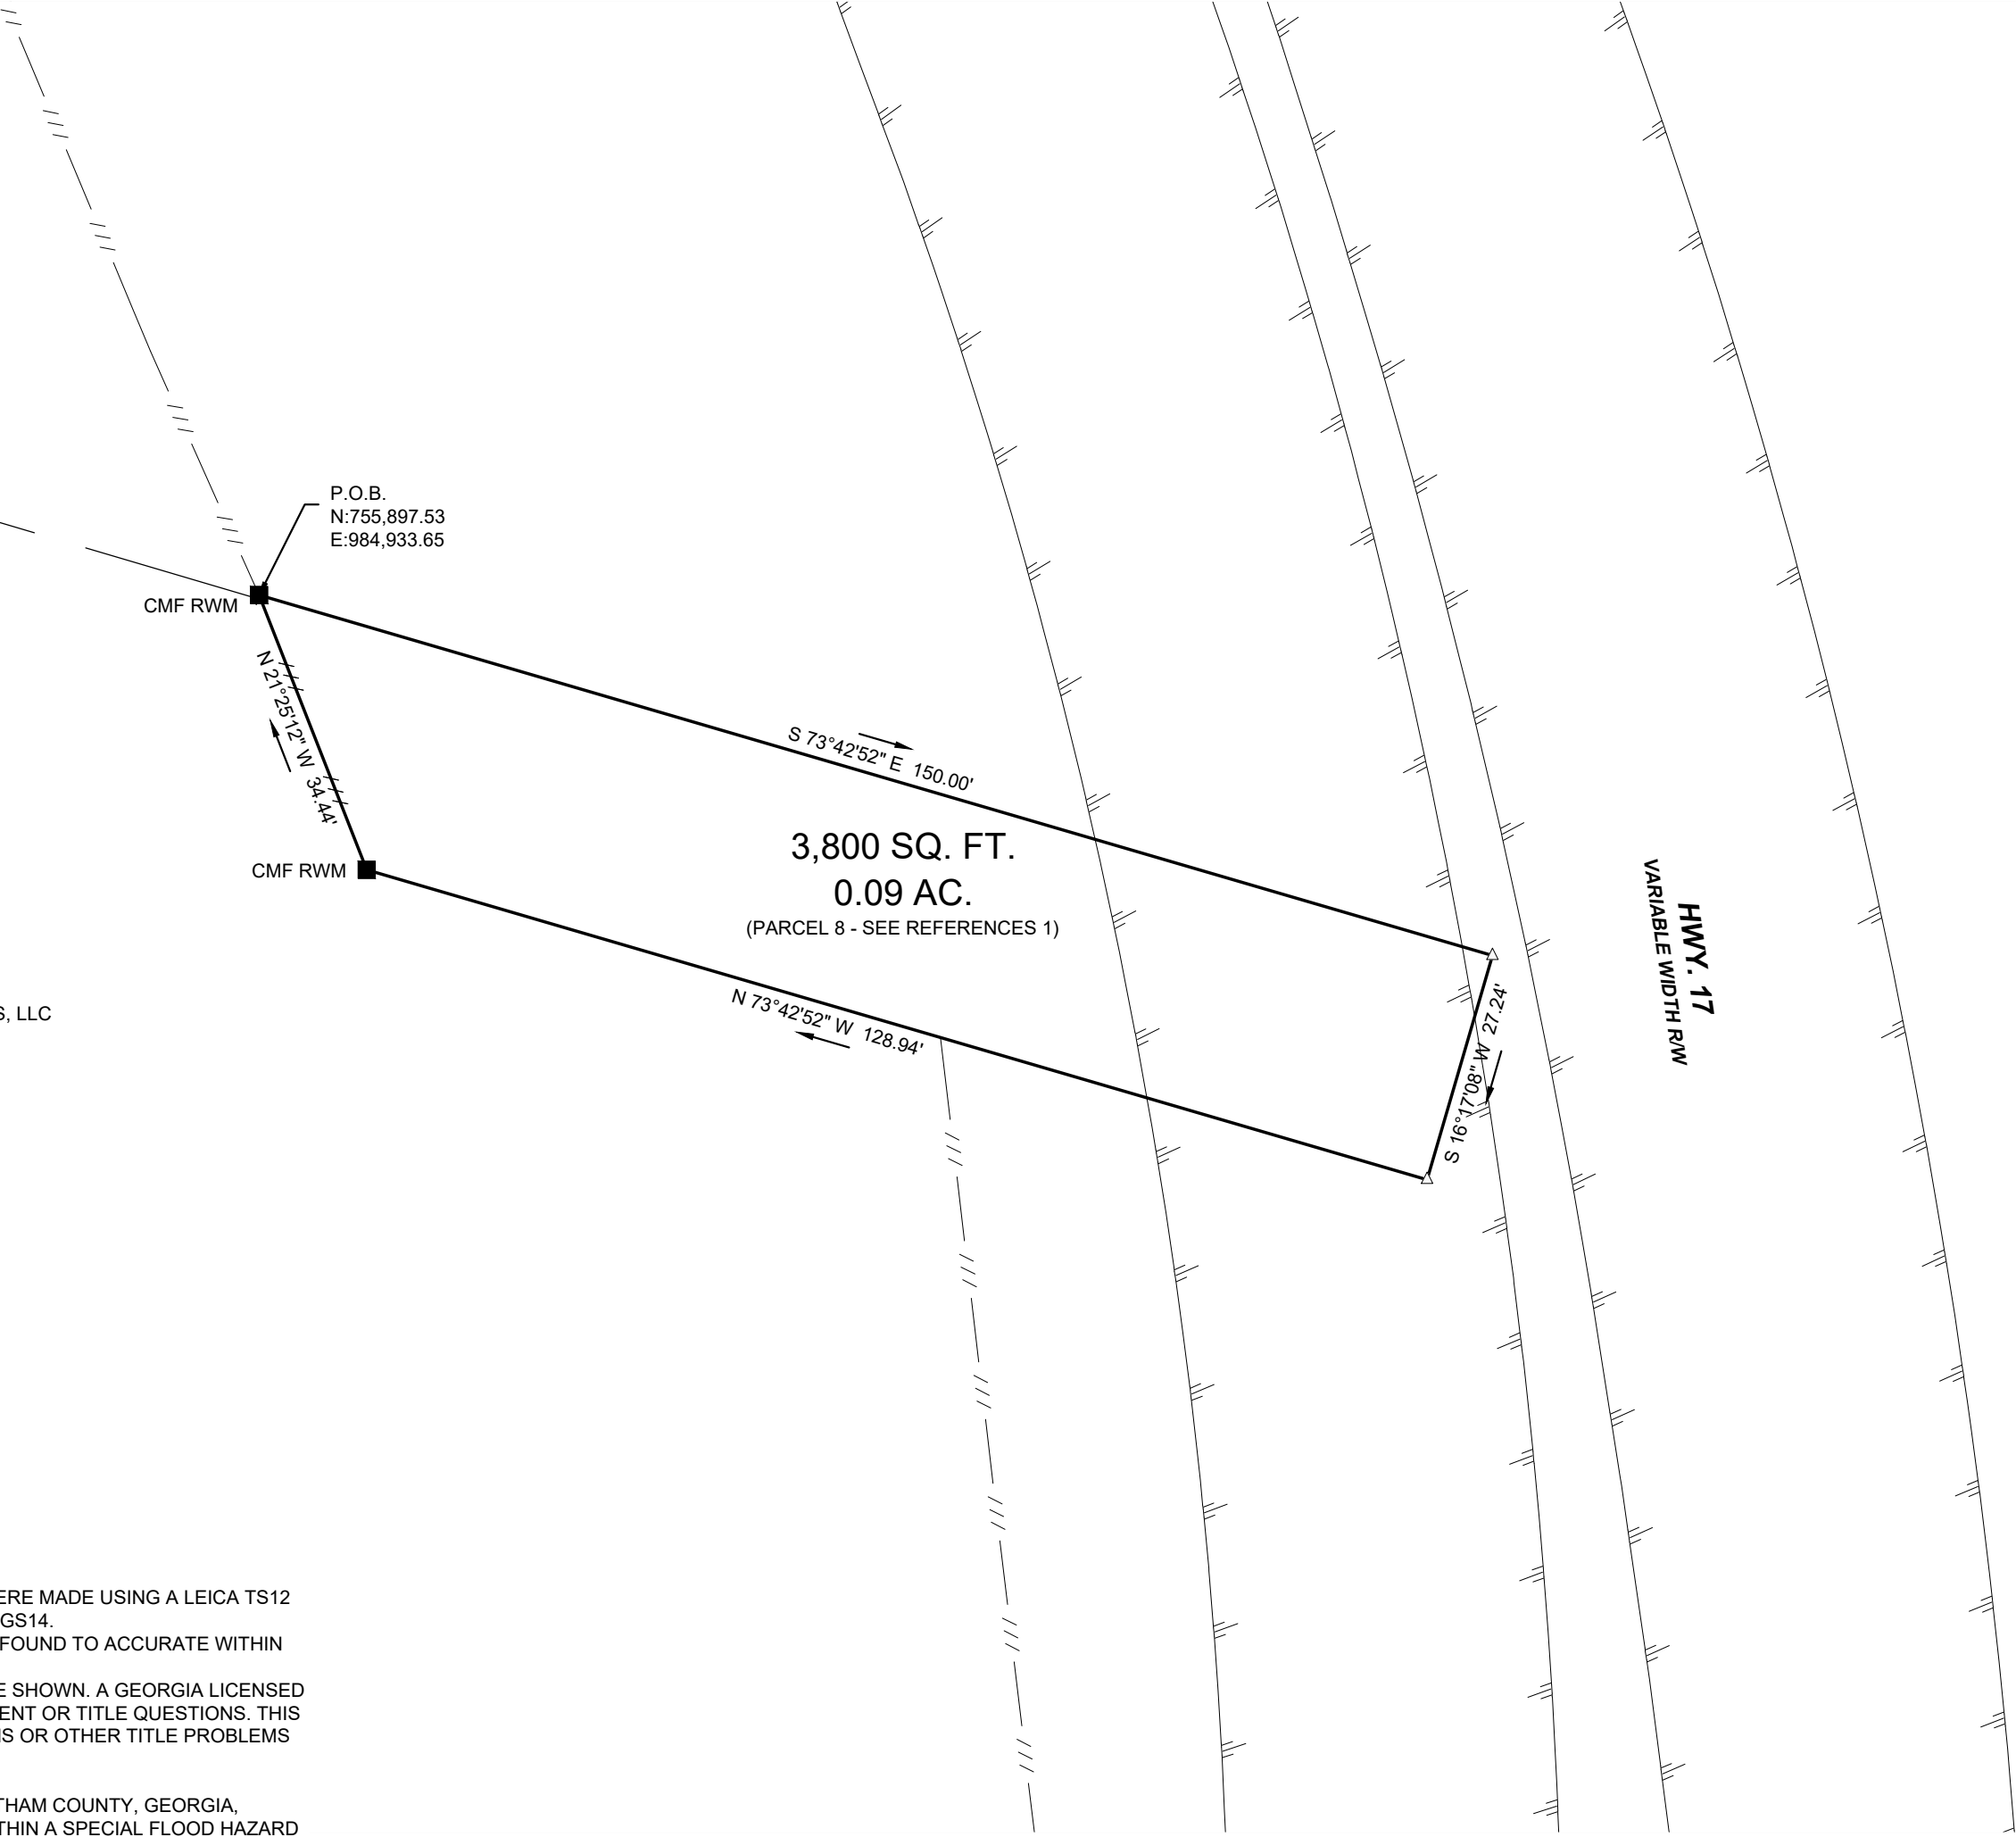 P.O.B.
N:755,897.53
E:984,933.65
CMF RWM
N 21°25'12" W 34.44'
CMF RWM
S 73°42'52" E 150.00'
3,800 SQ. FT.
0.09 AC.
(PARCEL 8 - SEE REFERENCES 1)
HWY. 17
VARIABLE WIDTH R/W
S 16°17'08" W 27.24'
N 73°42'52" W 128.94'
S, LLC
ERE MADE USING A LEICA TS12
GS14.
FOUND TO ACCURATE WITHIN
E SHOWN. A GEORGIA LICENSED
ENT OR TITLE QUESTIONS. THIS
IS OR OTHER TITLE PROBLEMS
THAM COUNTY, GEORGIA,
THIN A SPECIAL FLOOD HAZARD